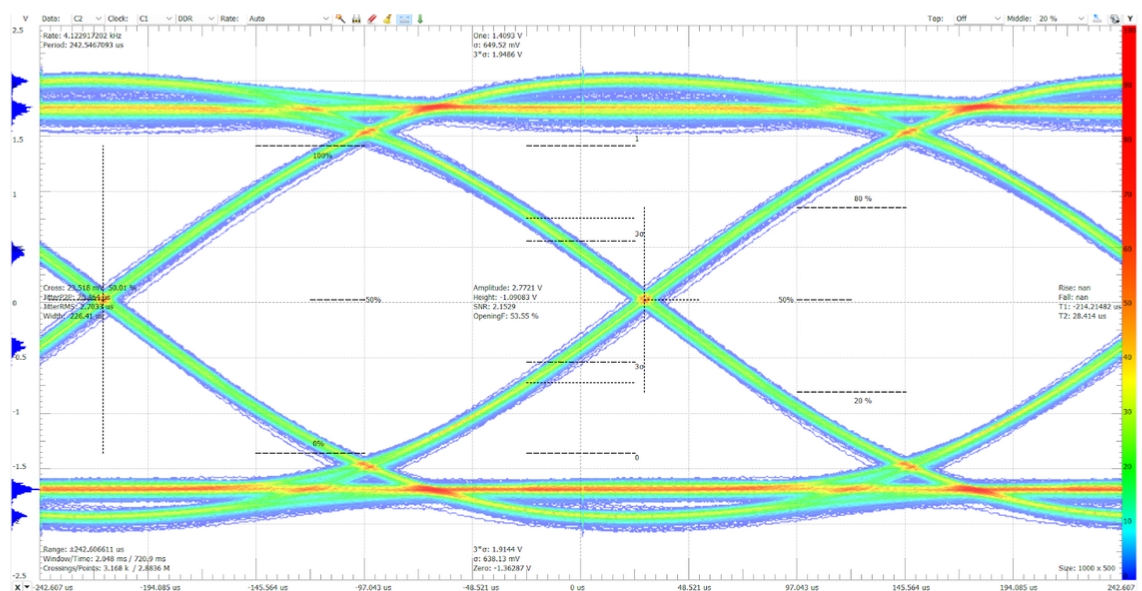 V Data: C2 Clock: C1 DDR Rate: Auto Top: Off Middle: 20 % Y
2.5
Rate: 4.122917202 kHz
Period: 242.5467093 us
One: 1.4093 V
σ: 649.52 mV
3*σ: 1.9486 V
100
90
80
70
60
50
40
30
20
10
0
1.5
1
0.5
0
-0.5
-1
-1.5
-2.5
1
100%
80 %
3σ
Cross: 23.518 mV, 50.01 %
JitterRMS: 2.7033 us
Width: 226.41 us
50%
Amplitude: 2.7721 V
Height: -1.09083 V
SNR: 2.1529
OpeningF: 53.55 %
50%
Rise: nan
Fall: nan
T1: -214.21482 us
T2: 28.414 us
3σ
20 %
0%
0
Range: ±242.606611 us
Window/Time: 2.048 ms / 720.9 ms
Crossings/Points: 3.168 k / 2.8836 M
3*σ: 1.9144 V
σ: 638.13 mV
Zero: -1.36287 V
Size: 1000 x 500
X -242.607 us -194.085 us -145.564 us -97.043 us -48.521 us 0 us 48.521 us 97.043 us 145.564 us 194.085 us 242.607